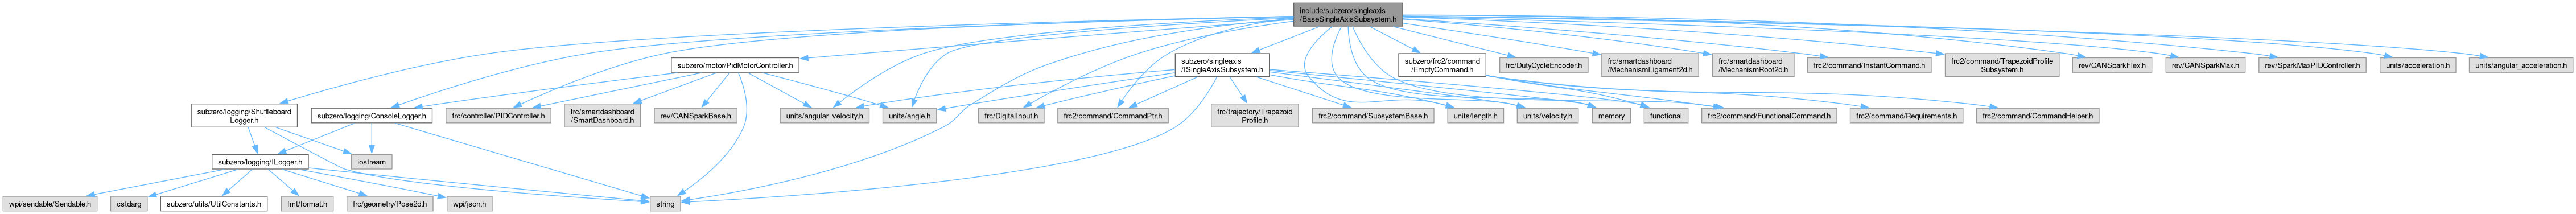 include/subzero/singleaxis
/BaseSingleAxisSubsystem.h
subzero/motor/PidMotorController.h
subzero/singleaxis
/ISingleAxisSubsystem.h
subzero/frc2/command
/EmptyCommand.h
frc/DutyCycleEncoder.h
frc/smartdashboard
/MechanismLigament2d.h
frc/smartdashboard
/MechanismRoot2d.h
frc2/command/InstantCommand.h
frc2/command/TrapezoidProfile
Subsystem.h
rev/CANSparkFlex.h
rev/CANSparkMax.h
rev/SparkMaxPIDController.h
units/acceleration.h
units/angular_acceleration.h
subzero/logging/Shuffleboard
Logger.h
subzero/logging/ConsoleLogger.h
frc/controller/PIDController.h
frc/smartdashboard
/SmartDashboard.h
rev/CANSparkBase.h
units/angular_velocity.h
units/angle.h
frc/DigitalInput.h
frc2/command/CommandPtr.h
frc/trajectory/Trapezoid
Profile.h
frc2/command/SubsystemBase.h
units/length.h
units/velocity.h
memory
functional
frc2/command/FunctionalCommand.h
frc2/command/Requirements.h
frc2/command/CommandHelper.h
subzero/logging/ILogger.h
iostream
wpi/sendable/Sendable.h
cstdarg
subzero/utils/UtilConstants.h
fmt/format.h
frc/geometry/Pose2d.h
wpi/json.h
string